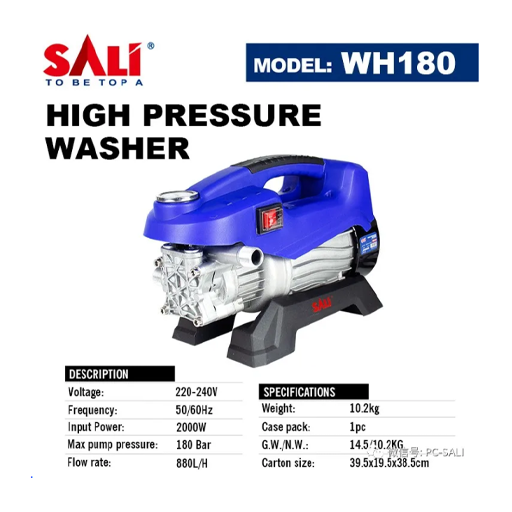 SALI®
TO BE TOP A
MODEL: WH180
HIGH PRESSURE
WASHER
SALI
DESCRIPTION
Voltage: 220-240V
Frequency: 50/60Hz
Input Power: 2000W
Max pump pressure: 180 Bar
Flow rate: 880L/H
SPECIFICATIONS
Weight: 10.2kg
Case pack: 1pc
G.W./N.W.: 14.5/10.2KG
Carton size: 39.5x19.5x38.5cm
微信号: PC-SALI